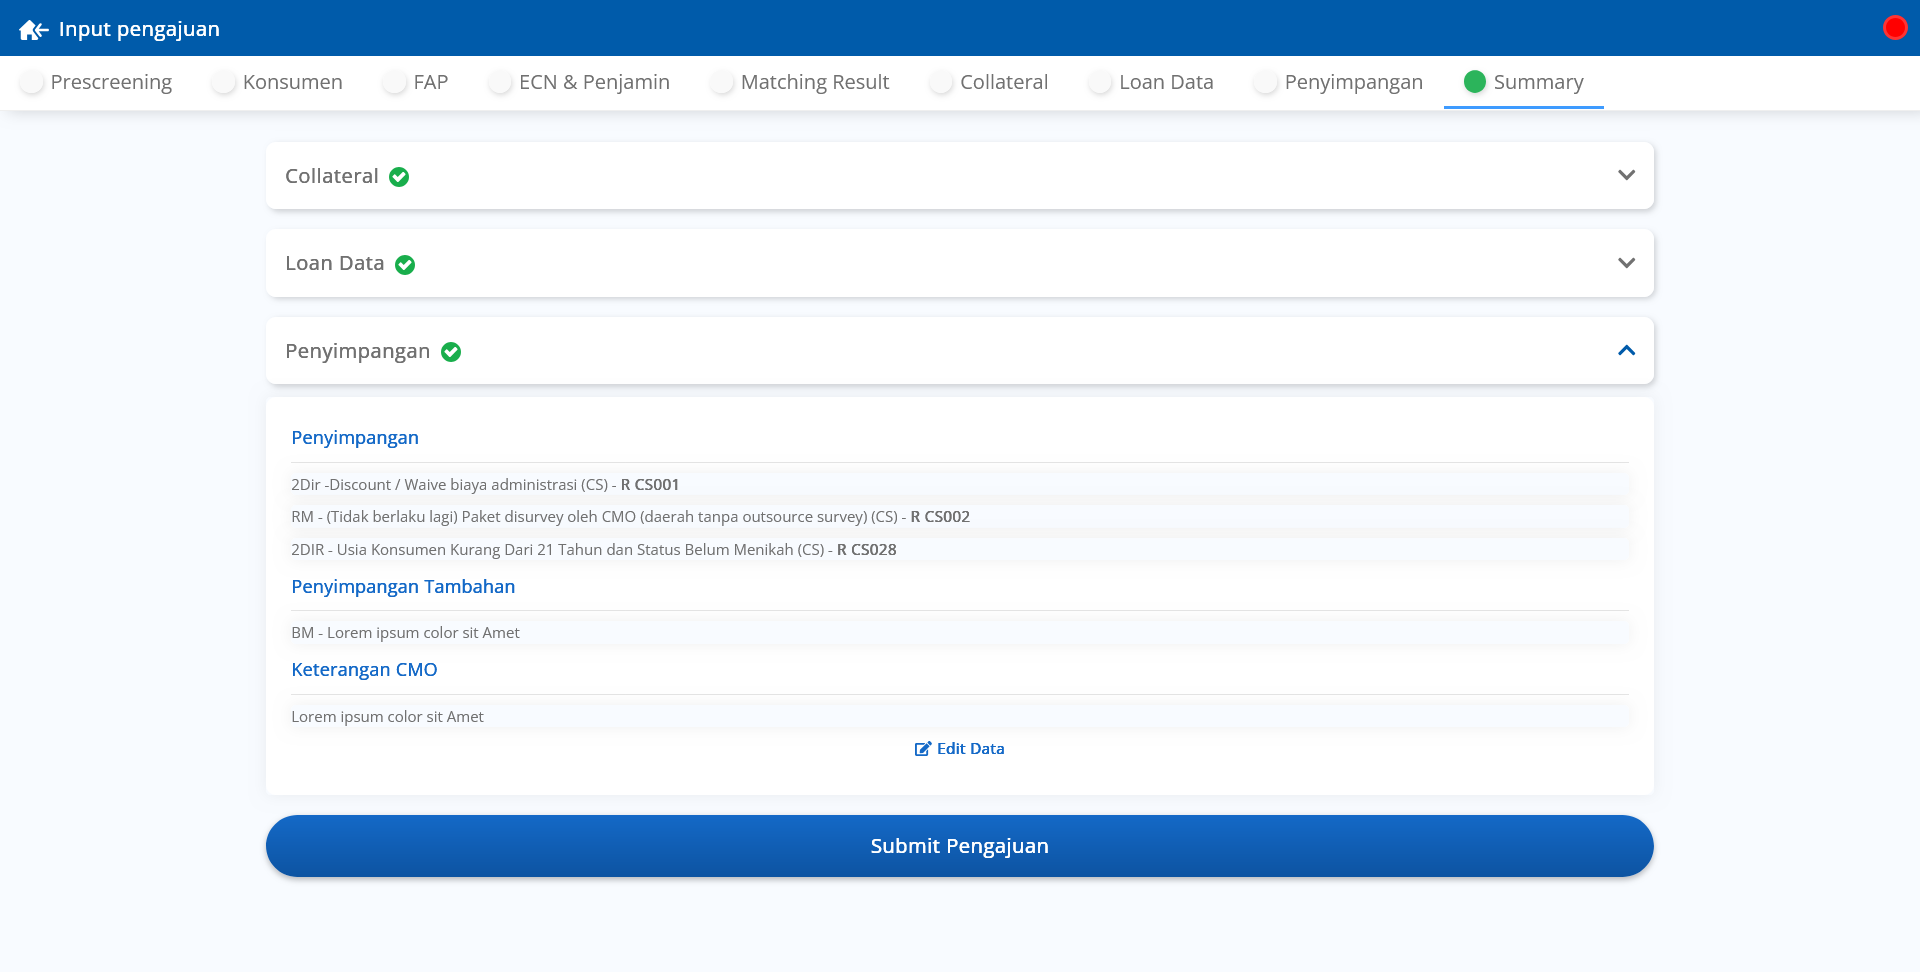 Input pengajuan
Prescreening Konsumen FAP ECN & Penjamin Matching Result Collateral Loan Data Penyimpangan Summary
Collateral
Loan Data
Penyimpangan
Penyimpangan
2Dir -Discount / Waive biaya administrasi (CS) - R CS001
RM - (Tidak berlaku lagi) Paket disurvey oleh CMO (daerah tanpa outsource survey) (CS) - R CS002
2DIR - Usia Konsumen Kurang Dari 21 Tahun dan Status Belum Menikah (CS) - R CS028
Penyimpangan Tambahan
BM - Lorem ipsum color sit Amet
Keterangan CMO
Lorem ipsum color sit Amet
Edit Data
Submit Pengajuan